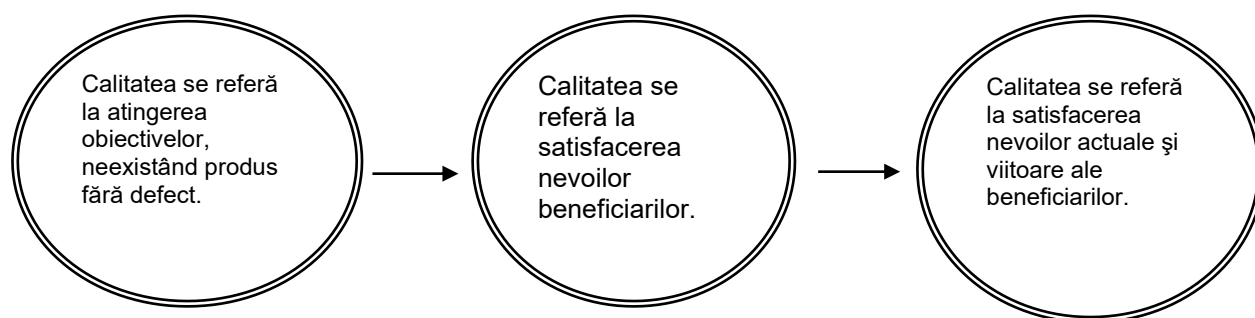 Calitatea se referă
la atingerea
obiectivelor,
neexistând produs
fără defect.
Calitatea se
referă la
satisfacerea
nevoilor
beneficiarilor.
Calitatea se referă
la satisfacerea
nevoilor actuale şi
viitoare ale
beneficiarilor.